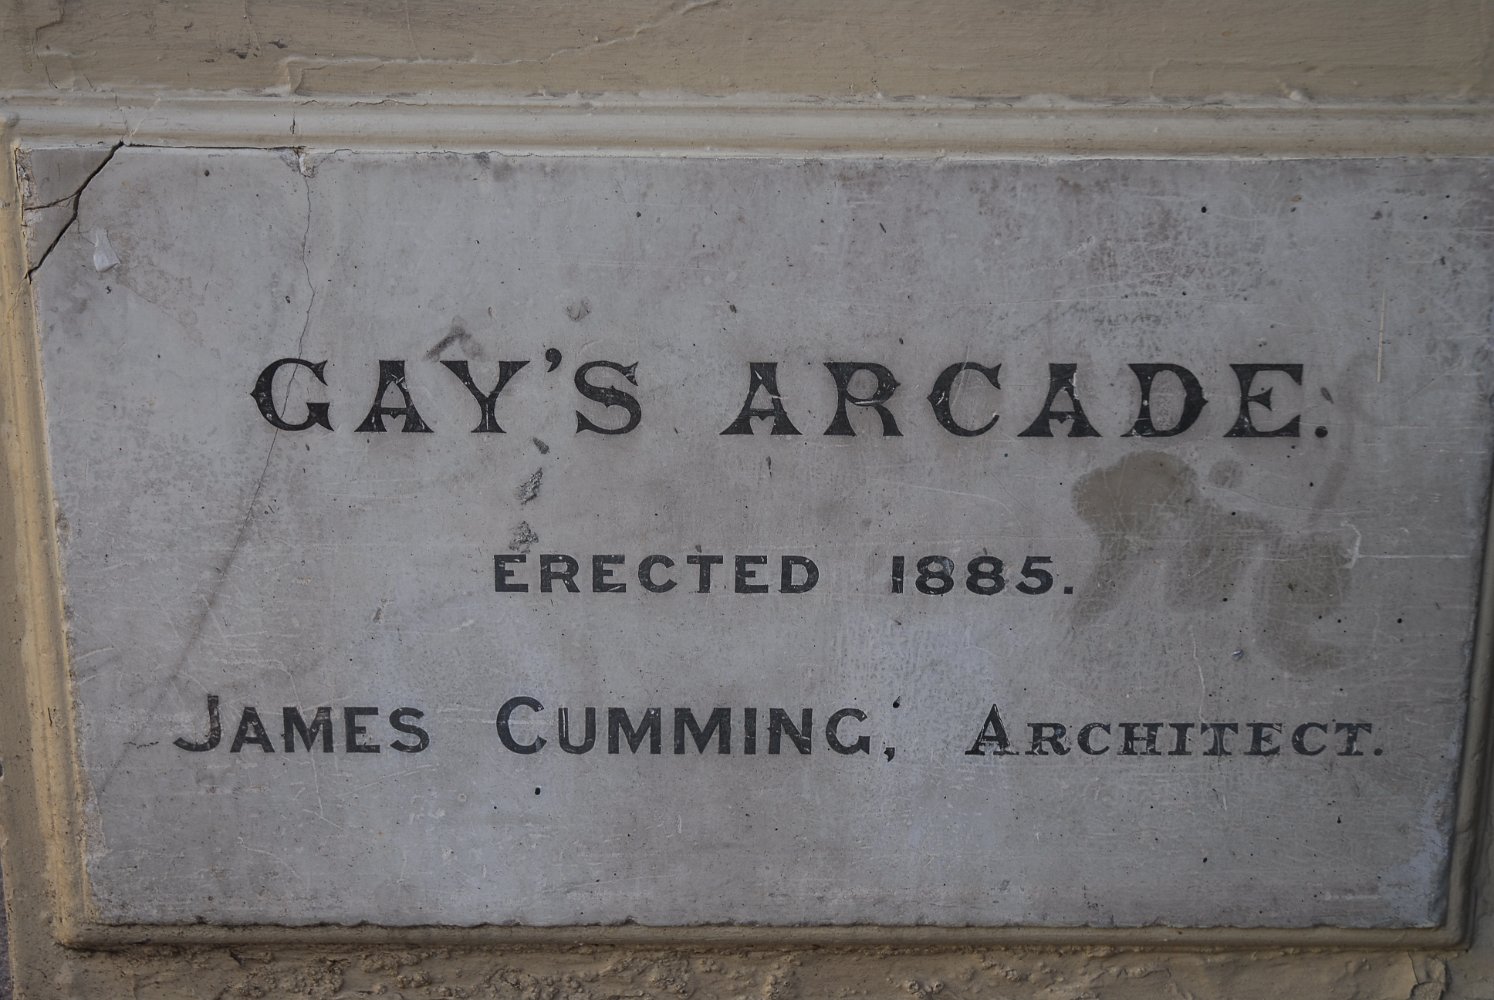 GAY'S ARCADE.
ERECTED 1885.
JAMES CUMMING, ARCHITECT.